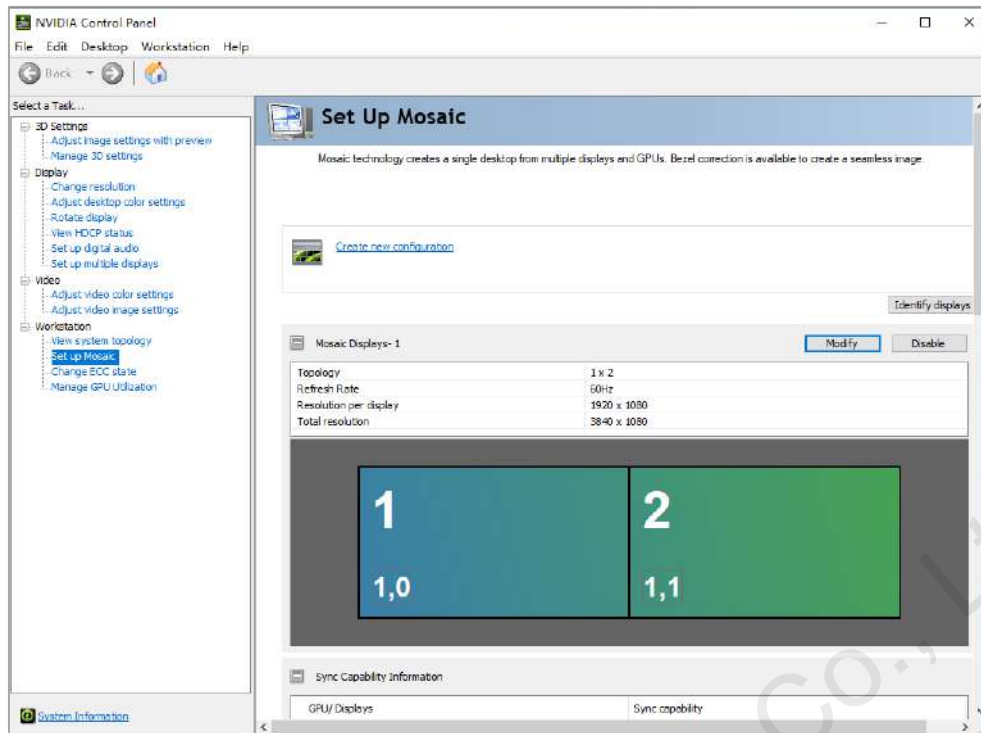 NVIDIA Control Panel
File Edit Desktop Workstation Help
Back
Select a Task...
3D Settings
Adjust image settings with preview
Manage 3D settings
Display
Change resolution
Adjust desktop color settings
Rotate display
View HDCP status
Set up digital audio
Set up multiple displays
Video
Adjust video color settings
Adjust video image settings
Workstation
View system topology
Set up Mosaic
Change ECC state
Manage GPU Utilization
System Information
Set Up Mosaic
Mosaic technology creates a single desktop from multiple displays and GPUs. Bezel correction is available to create a seamless image
Create new configuration
Identify displays
Mosaic Displays- 1 Modify Disable
Topology 1 x 2
Refresh Rate 60Hz
Resolution per display 1920 x 1080
Total resolution 3840 x 1080
1 2
1,0 1,1
Sync Capability Information
GPU/ Displays Sync capability
Co.,